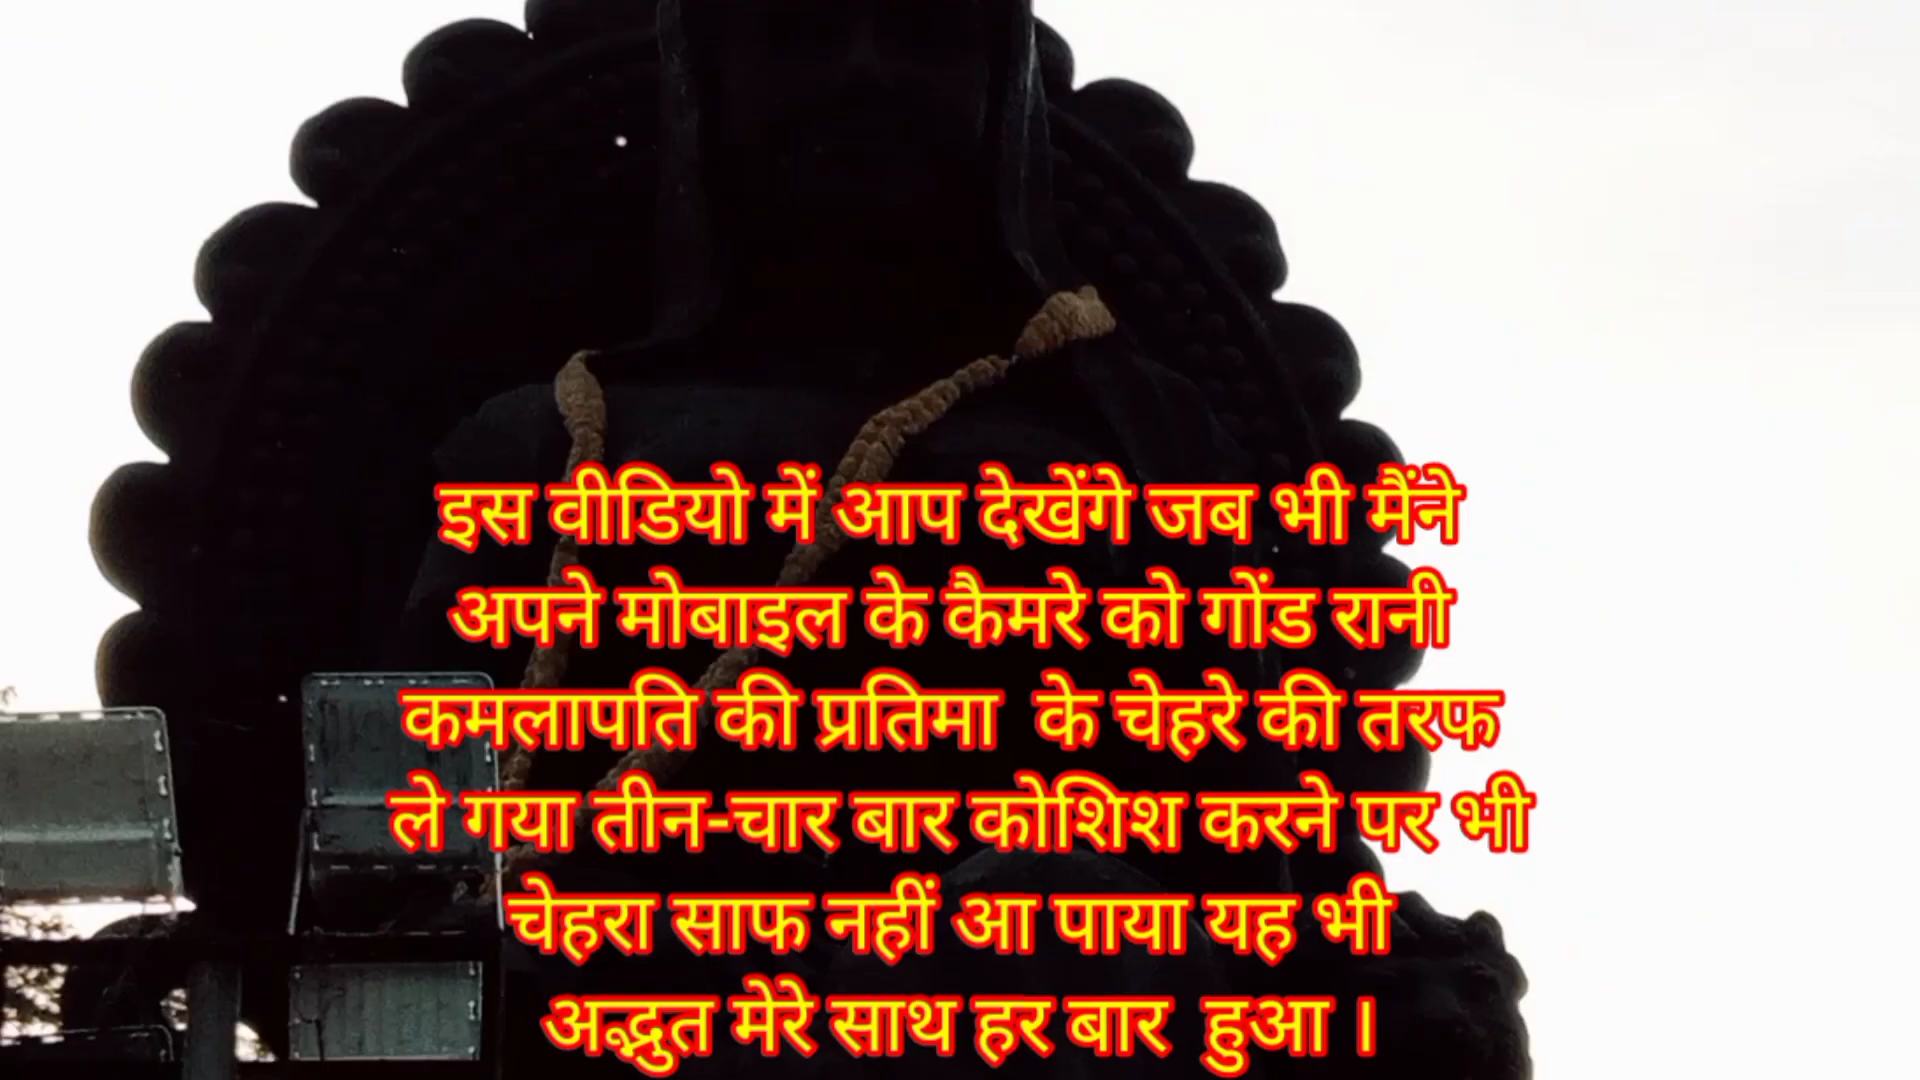 इस वीडियो में आप देखेंगे जब भी मैंने
अपने मोबाइल के कैमरे को गोंड रानी
कमलापति की प्रतिमा के चेहरे की तरफ
ले गया तीन-चार बार कोशिश करने पर भी
चेहरा साफ नहीं आ पाया यह भी
अद्भुत मेरे साथ हर बार हुआ ।